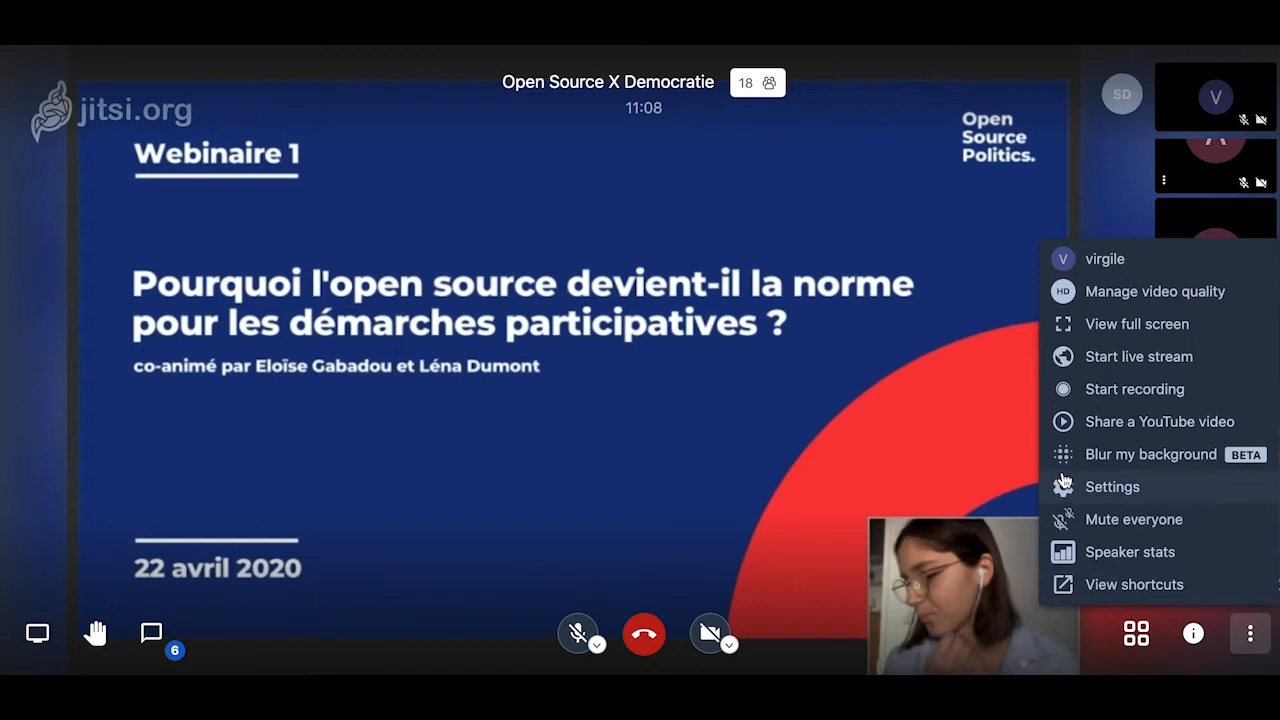 Open Source X Democratie
18
11:08
jitsi.org
SD
V
A
Open
Source
Politics.
Webinaire 1
Pourquoi l'open source devient-il la norme
pour les démarches participatives ?
co-animé par Eloïse Gabadou et Léna Dumont
22 avril 2020
V virgile
HD Manage video quality
View full screen
Start live stream
Start recording
Share a YouTube video
Blur my background BETA
Settings
Mute everyone
Speaker stats
View shortcuts
6